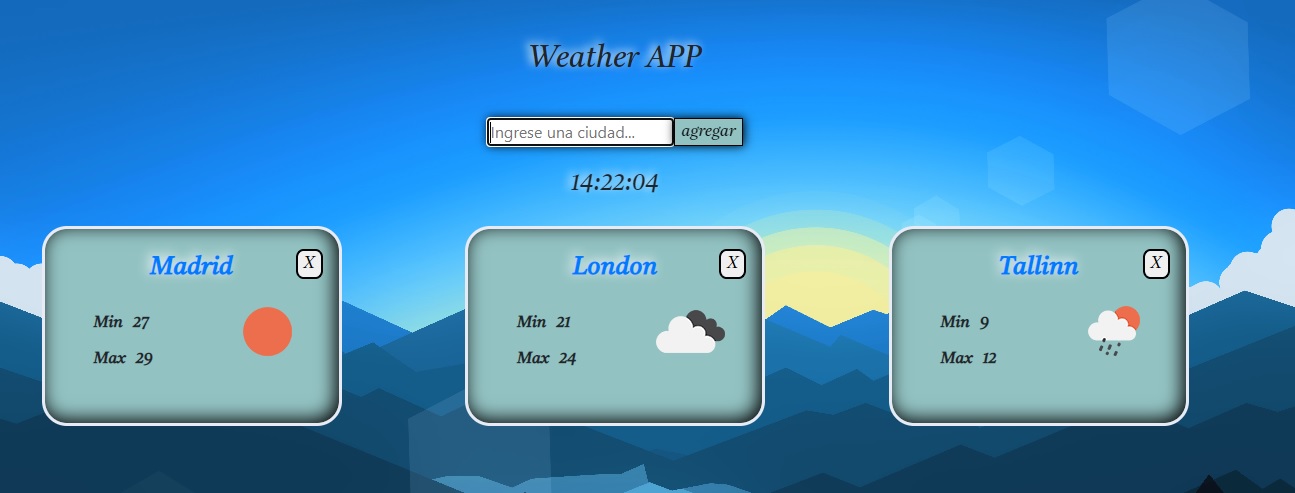 Weather APP
Ingrese una ciudad... agregar
14:22:04
Madrid X
Min 27
Max 29
London X
Min 21
Max 24
Tallinn X
Min 9
Max 12